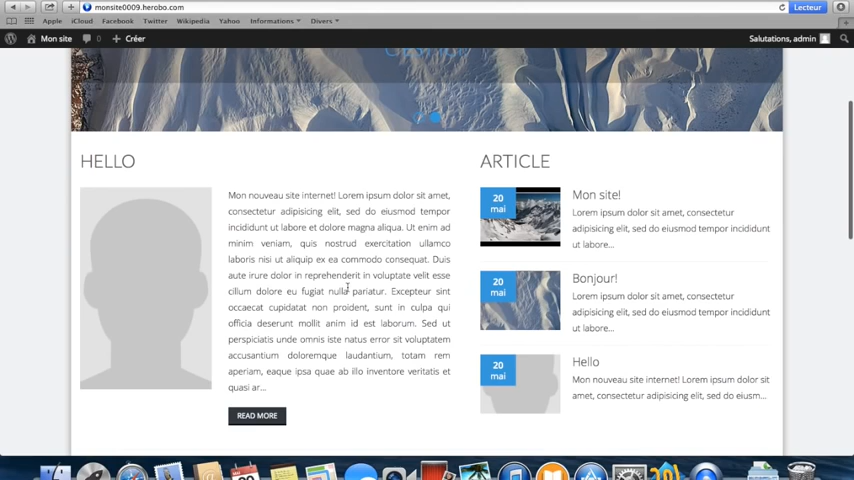 monsite0009.herobo.com
Lecteur
Apple iCloud Facebook Twitter Wikipedia Yahoo Informations Divers
Mon site 0 Créer
Salutations, admin
HELLO
Mon nouveau site internet! Lorem ipsum dolor sit amet,
consectetur adipisicing elit, sed do eiusmod tempor
incididunt ut labore et dolore magna aliqua. Ut enim ad
minim veniam, quis nostrud exercitation ullamco
laboris nisi ut aliquip ex ea commodo consequat. Duis
aute irure dolor in reprehenderit in voluptate velit esse
cillum dolore eu fugiat nulla pariatur. Excepteur sint
occaecat cupidatat non proident, sunt in culpa qui
officia deserunt mollit anim id est laborum. Sed ut
perspiciatis unde omnis iste natus error sit voluptatem
accusantium doloremque laudantium, totam rem
aperiam, eaque ipsa quae ab illo inventore veritatis et
quasi ar...
READ MORE
ARTICLE
20
mai
Mon site!
Lorem ipsum dolor sit amet, consectetur
adipisicing elit, sed do eiusmod tempor incididunt ut
labore...
20
mai
Bonjour!
Lorem ipsum dolor sit amet, consectetur
adipisicing elit, sed do eiusmod tempor incididunt ut
labore...
20
mai
Hello
Mon nouveau site internet! Lorem ipsum dolor sit amet,
consectetur adipisicing elit, sed do eiusm...